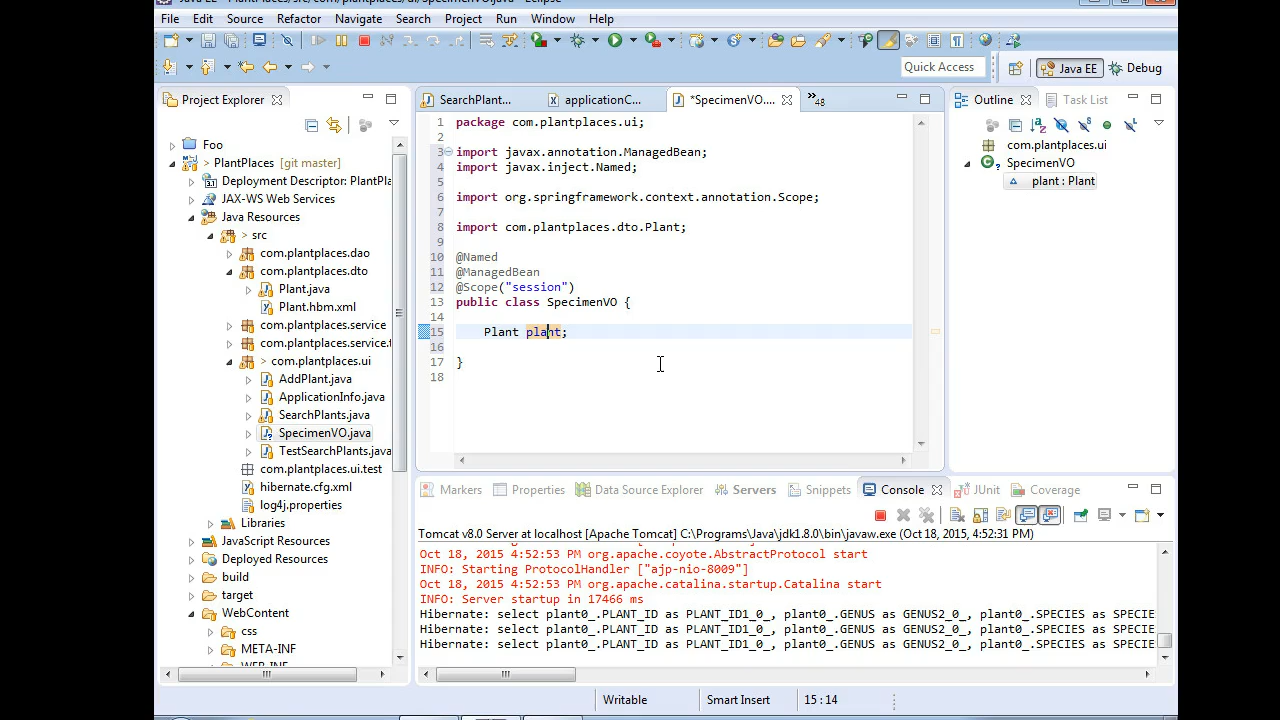 Java EE - PlantPlaces/src/com/plantplaces/ui/SpecimenVO.java - Eclipse
File Edit Source Refactor Navigate Search Project Run Window Help
Quick Access
Java EE
Debug
Project Explorer
Foo
> PlantPlaces [git master]
Deployment Descriptor: PlantPla
JAX-WS Web Services
Java Resources
> src
com.plantplaces.dao
com.plantplaces.dto
Plant.java
Plant.hbm.xml
com.plantplaces.service
com.plantplaces.service.t
> com.plantplaces.ui
AddPlant.java
ApplicationInfo.java
SearchPlants.java
SpecimenVO.java
TestSearchPlants.java
com.plantplaces.ui.test
hibernate.cfg.xml
log4j.properties
Libraries
JavaScript Resources
Deployed Resources
build
target
WebContent
css
META-INF
WEB-INF
SearchPlant...
applicationC...
*SpecimenVO....
»48
1 package com.plantplaces.ui;
2
3 import javax.annotation.ManagedBean;
4 import javax.inject.Named;
5
6 import org.springframework.context.annotation.Scope;
7
8 import com.plantplaces.dto.Plant;
9
10 @Named
11 @ManagedBean
12 @Scope("session")
13 public class SpecimenVO {
14
15 Plant plant;
16
17 }
18
Outline
Task List
com.plantplaces.ui
SpecimenVO
plant : Plant
Markers Properties Data Source Explorer Servers Snippets Console JUnit Coverage
Tomcat v8.0 Server at localhost [Apache Tomcat] C:\Programs\Java\jdk1.8.0\bin\javaw.exe (Oct 18, 2015 4:52:31 PM)
Oct 18, 2015 4:52:53 PM org.apache.coyote.AbstractProtocol start
INFO: Starting ProtocolHandler ["ajp-nio-8009"]
Oct 18, 2015 4:52:53 PM org.apache.catalina.startup.Catalina start
INFO: Server startup in 17466 ms
Hibernate: select plant0_.PLANT_ID as PLANT_ID1_0_, plant0_.GENUS as GENUS2_0_, plant0_.SPECIES as SPECIE
Hibernate: select plant0_.PLANT_ID as PLANT_ID1_0_, plant0_.GENUS as GENUS2_0_, plant0_.SPECIES as SPECIE
Hibernate: select plant0_.PLANT_ID as PLANT_ID1_0_, plant0_.GENUS as GENUS2_0_, plant0_.SPECIES as SPECIE
Writable
Smart Insert
15 : 14